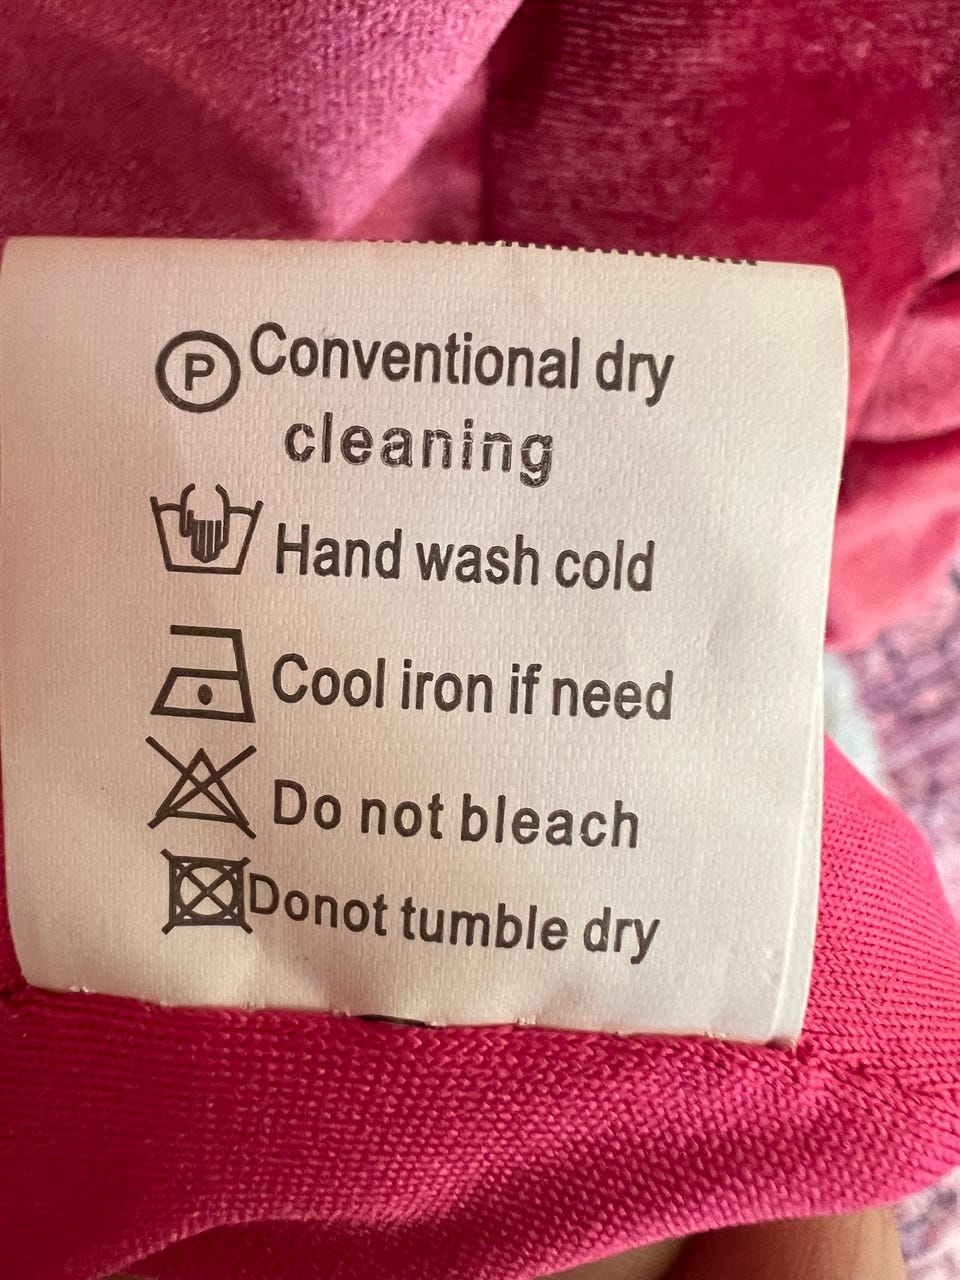 P Conventional dry
cleaning
Hand wash cold
Cool iron if need
Do not bleach
Donot tumble dry